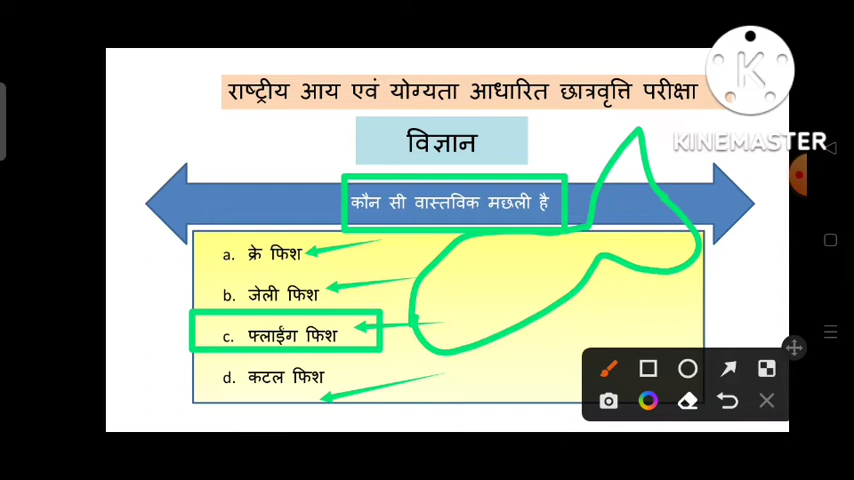 राष्ट्रीय आय एवं योग्यता आधारित छात्रवृत्ति परीक्षा
K
KINEMASTER
विज्ञान
कौन सी वास्तविक मछली है
a. क्रे फिश
b. जेली फिश
c. फ्लाईंग फिश
d. कटल फिश